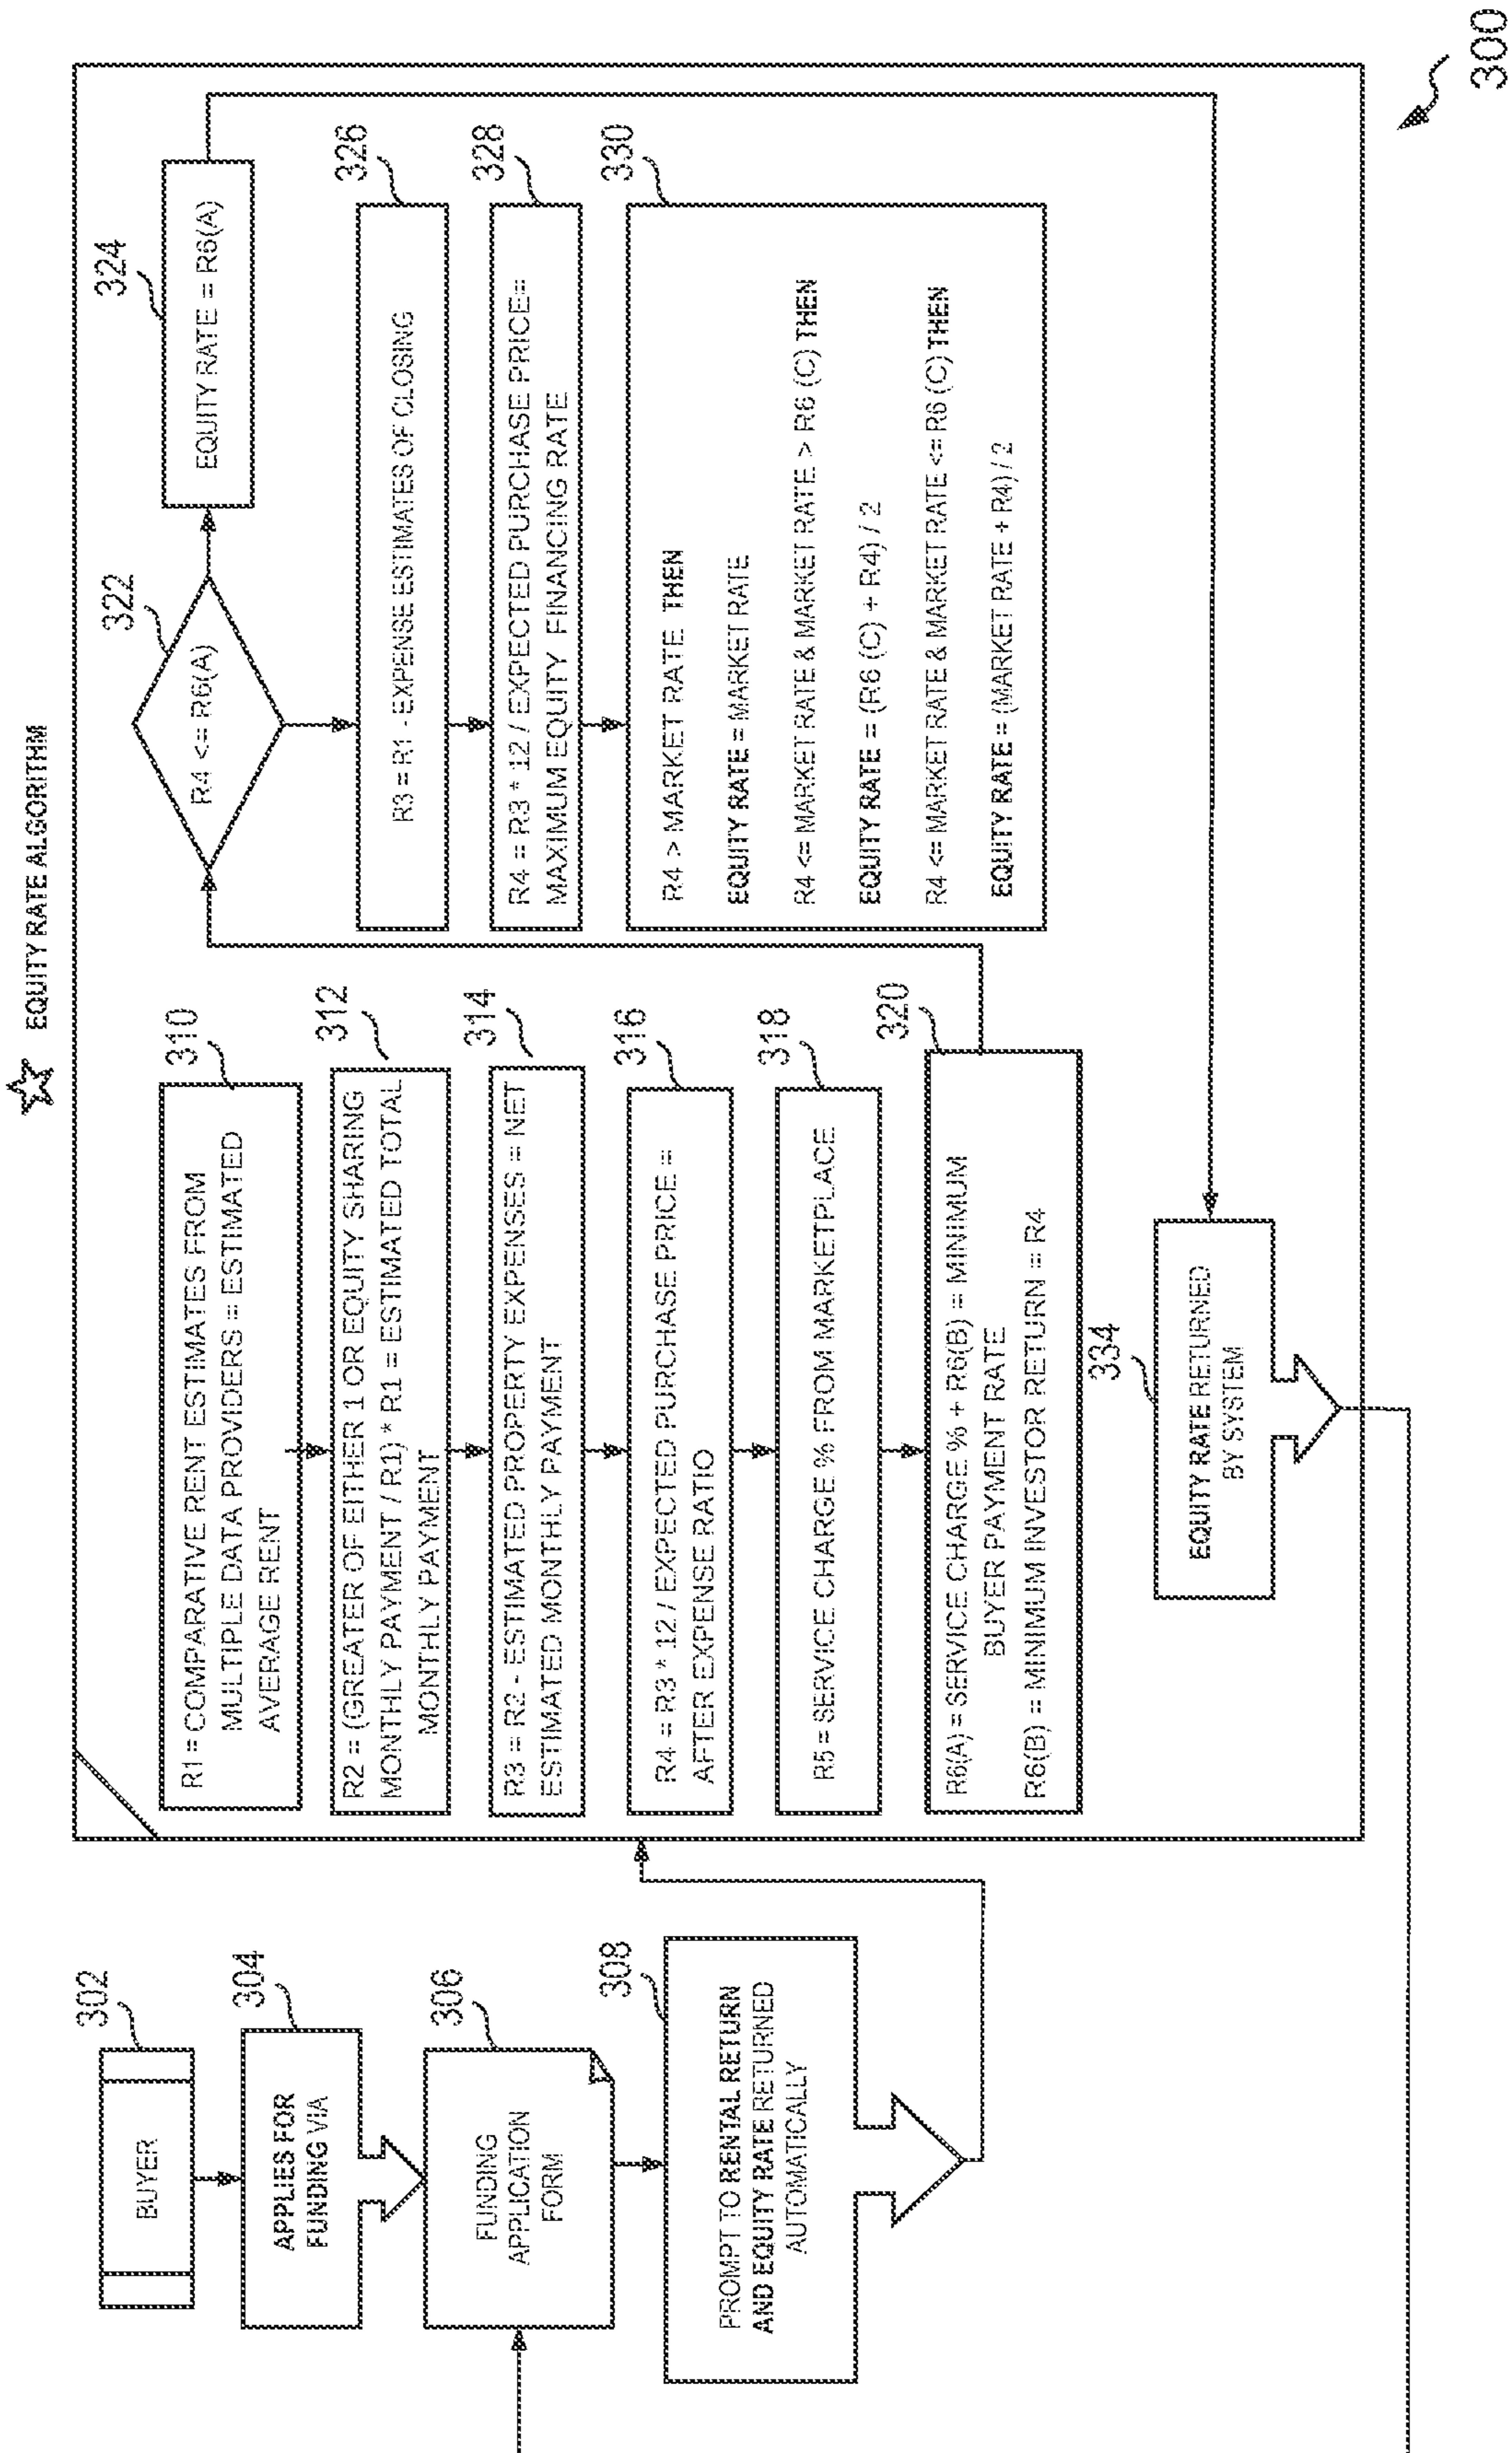 EQUITY RATE ALGORITHM
302
BUYER
304
APPLIES FOR
FUNDING VIA
306
FUNDING
APPLICATION
FORM
308
PROMPT TO RENTAL RETURN
AND EQUITY RATE RETURNED
AUTOMATICALLY
310
R1 = COMPARATIVE RENT ESTIMATES FROM
MULTIPLE DATA PROVIDERS = ESTIMATED
AVERAGE RENT
312
R2 = (GREATER OF EITHER 1 OR EQUITY SHARING
MONTHLY PAYMENT / R1) * R1 = ESTIMATED TOTAL
MONTHLY PAYMENT
314
R3 = R2 - ESTIMATED PROPERTY EXPENSES = NET
ESTIMATED MONTHLY PAYMENT
316
R4 = R3 * 12 / EXPECTED PURCHASE PRICE =
AFTER EXPENSE RATIO
318
R5 = SERVICE CHARGE % FROM MARKETPLACE
320
R6(A) = SERVICE CHARGE % + R6(B) = MINIMUM
BUYER PAYMENT RATE
R6(B) = MINIMUM INVESTOR RETURN = R4
322
R4 <= R6(A)
324
EQUITY RATE = R6(A)
326
R3 = R1 - EXPENSE ESTIMATES OF CLOSING
328
R4 = R3 * 12 / EXPECTED PURCHASE PRICE=
MAXIMUM EQUITY FINANCING RATE
330
R4 > MARKET RATE THEN
EQUITY RATE = MARKET RATE
R4 <= MARKET RATE & MARKET RATE > R6 (C) THEN
EQUITY RATE = (R6 (C) + R4) / 2
R4 <= MARKET RATE & MARKET RATE <= R6 (C) THEN
EQUITY RATE = (MARKET RATE + R4) / 2
334
EQUITY RATE RETURNED
BY SYSTEM
300